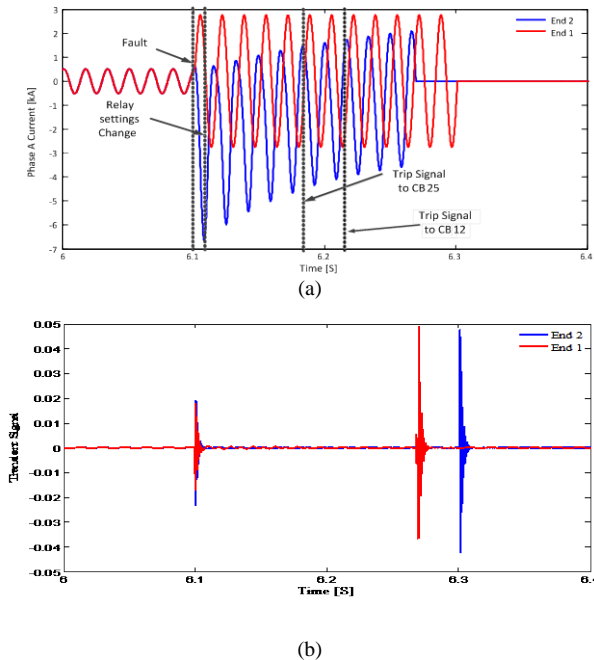 3
2
1
0
-1
-2
-3
-4
-5
-6
-7
Phase A Current [kA]
End 2
End 1
Fault
Relay
settings
Change
Trip Signal
to CB 25
Trip Signal
to CB 12
6
6.1
6.2
6.3
6.4
Time [S]
(a)
0.05
0.04
0.03
0.02
0.01
0
-0.01
-0.02
-0.03
-0.04
0.05
Transient Signal
End 2
End 1
6
6.1
6.2
6.3
6.4
Time [S]
(b)